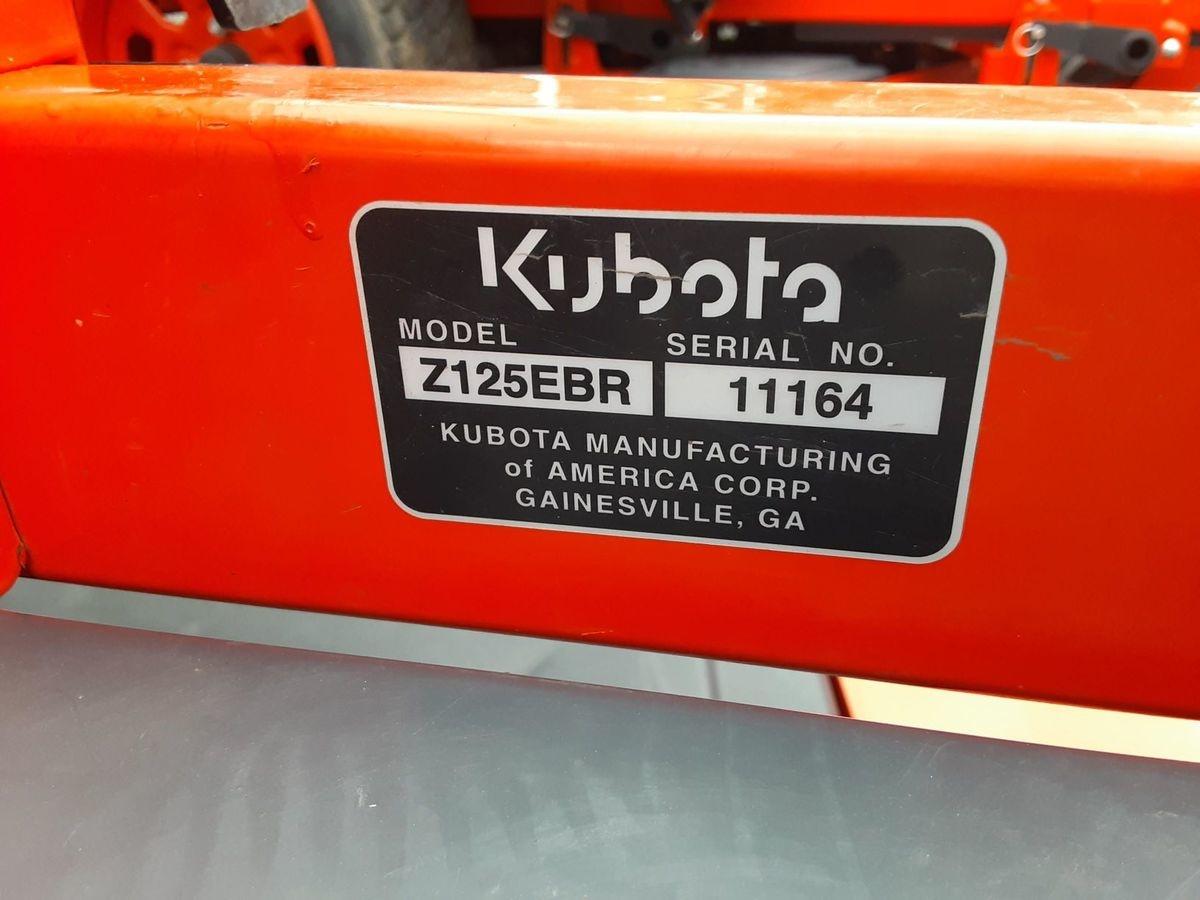 Kubota
MODEL SERIAL NO.
Z125EBR 11164
KUBOTA MANUFACTURING
of AMERICA CORP.
GAINESVILLE, GA